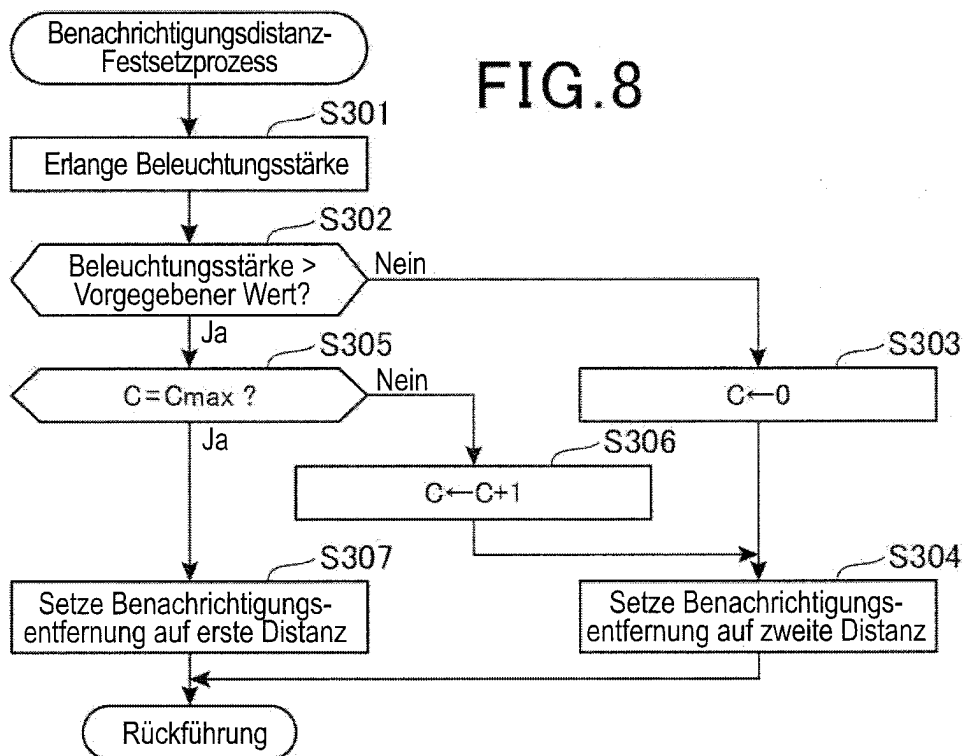 Benachrichtigungsdistanz-
Festsetzprozess
FIG.8
S301
Erlange Beleuchtungsstärke
S302
Beleuchtungsstärke >
Vorgegebener Wert?
Nein
Ja
S305
C=Cmax ?
Nein
Ja
S303
C←0
S306
C←C+1
S307
Setze Benachrichtigungs-
entfernung auf erste Distanz
S304
Setze Benachrichtigungs-
entfernung auf zweite Distanz
Rückführung